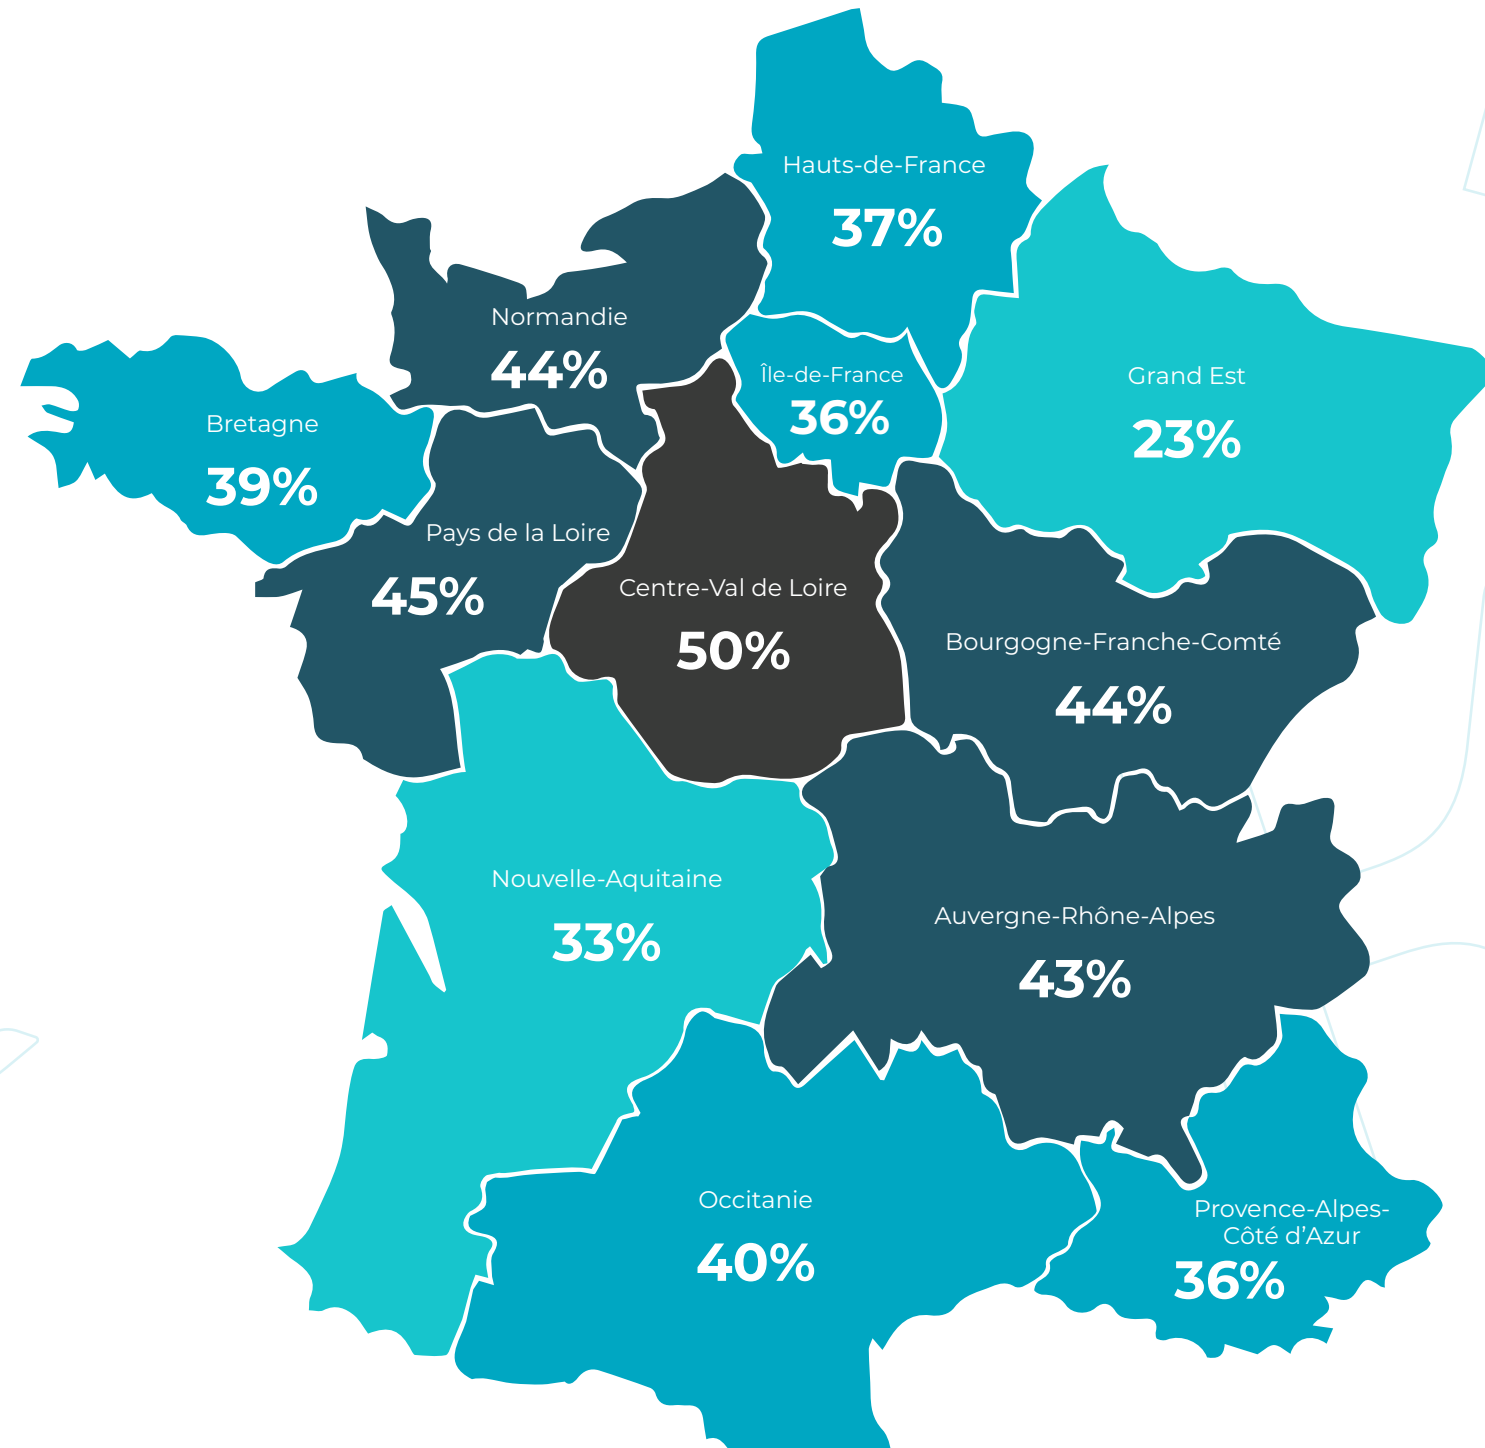 Hauts-de-France
37%
Normandie
44%
Île-de-France
36%
Grand Est
23%
Bretagne
39%
Pays de la Loire
45%
Centre-Val de Loire
50%
Bourgogne-Franche-Comté
44%
Nouvelle-Aquitaine
33%
Auvergne-Rhône-Alpes
43%
Occitanie
40%
Provence-Alpes-
Côté d’Azur
36%